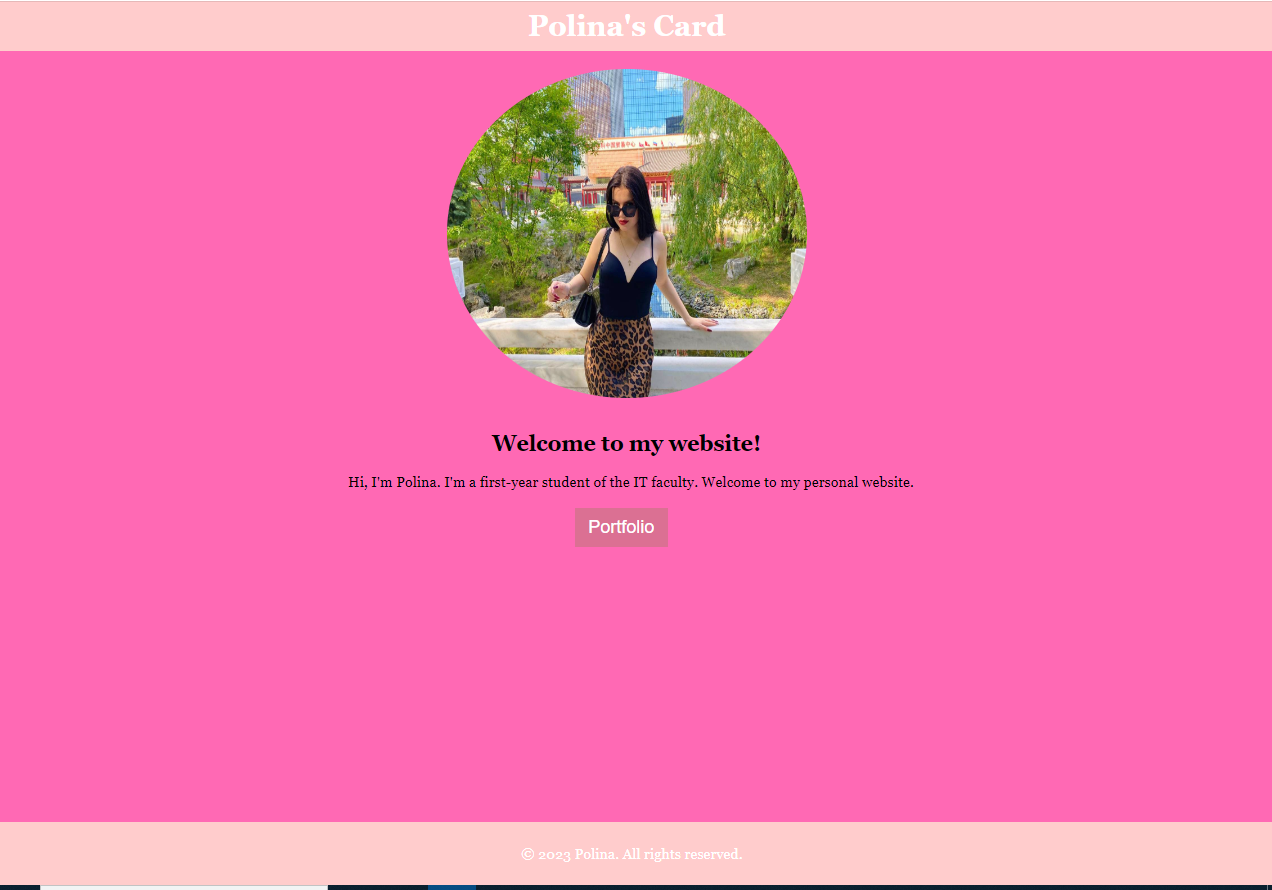 Polina's Card
Welcome to my website!
Hi, I'm Polina. I'm a first-year student of the IT faculty. Welcome to my personal website.
Portfolio
© 2023 Polina. All rights reserved.